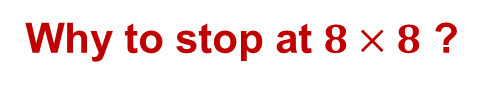 Why to stop at 8 × 8 ?